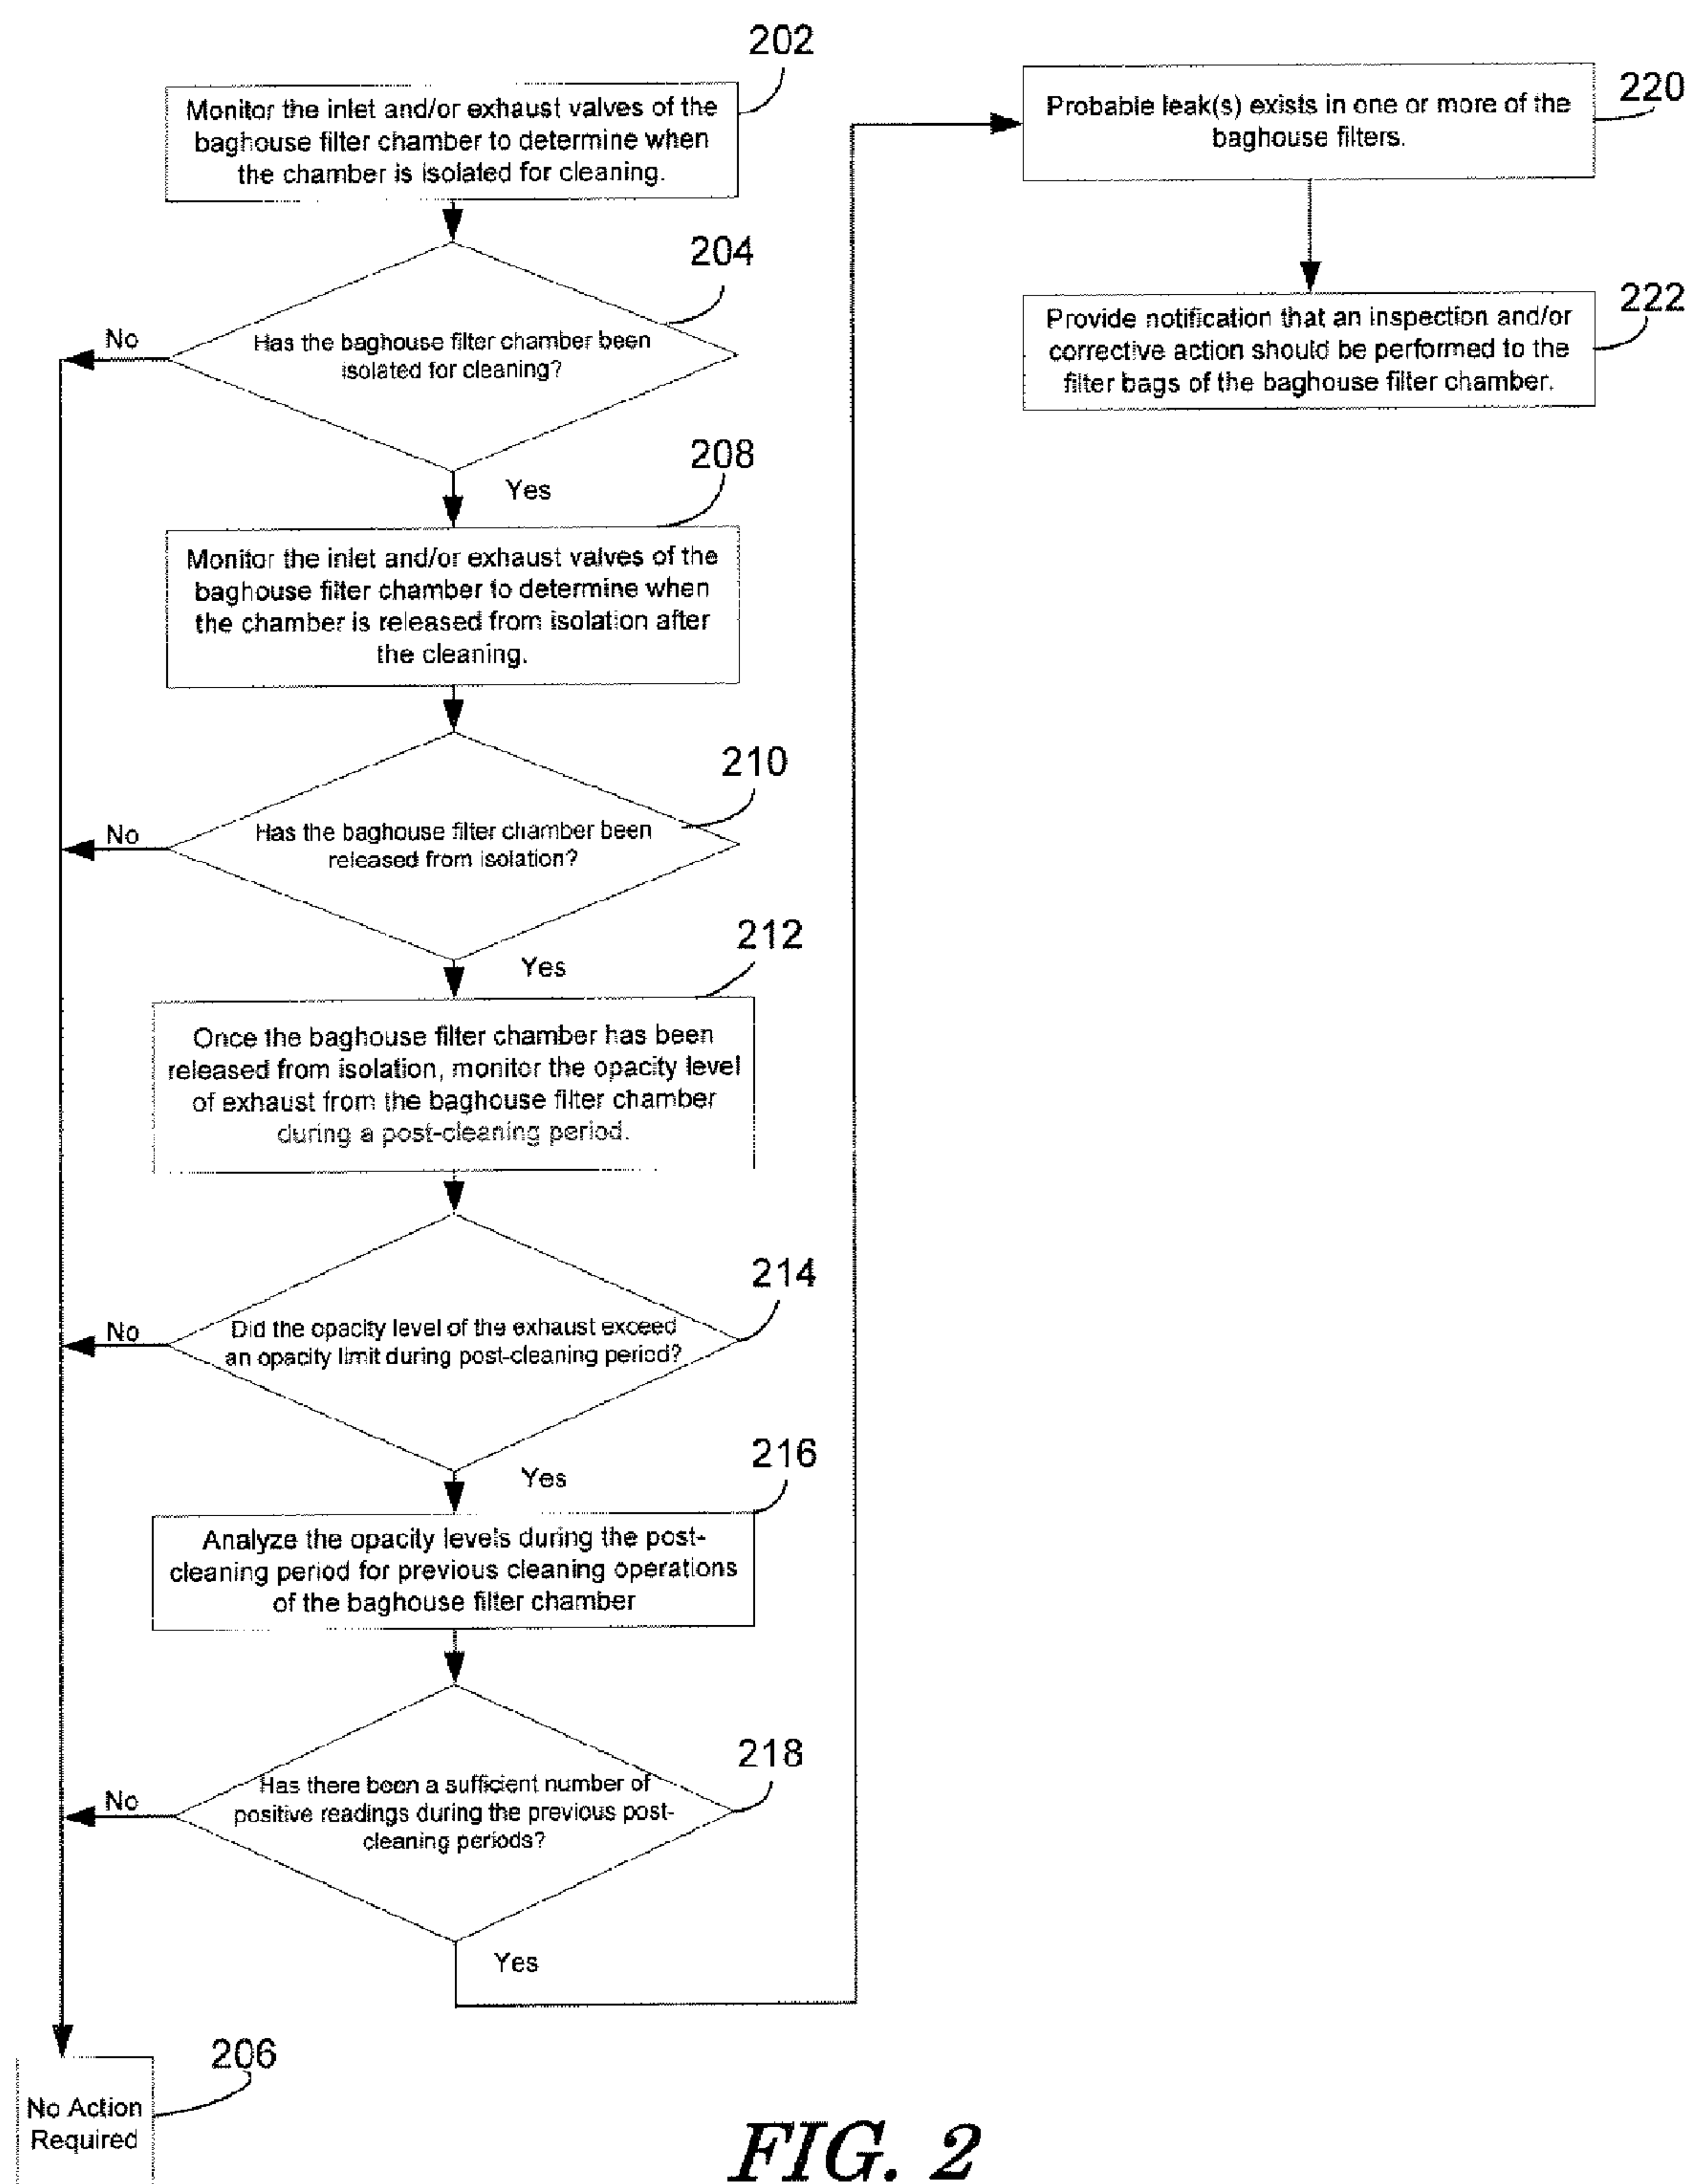 202
Monitor the inlet and/or exhaust valves of the
baghouse filter chamber to determine when
the chamber is isolated for cleaning.
204
Has the baghouse filter chamber been
isolated for cleaning?
No
Yes
208
Monitor the inlet and/or exhaust valves of the
baghouse filter chamber to determine when
the chamber is released from isolation after
the cleaning.
210
Has the baghouse filter chamber been
released from isolation?
No
Yes
212
Once the baghouse filter chamber has been
released from isolation, monitor the opacity level
of exhaust from the baghouse filter chamber
during a post-cleaning period.
214
Did the opacity level of the exhaust exceed
an opacity limit during post-cleaning period?
No
Yes
216
Analyze the opacity levels during the post-
cleaning period for previous cleaning operations
of the baghouse filter chamber
218
Has there been a sufficient number of
positive readings during the previous post-
cleaning periods?
No
Yes
206
No Action
Required
220
Probable leak(s) exists in one or more of the
baghouse filters.
222
Provide notification that an inspection and/or
corrective action should be performed to the
filter bags of the baghouse filter chamber.
FIG. 2